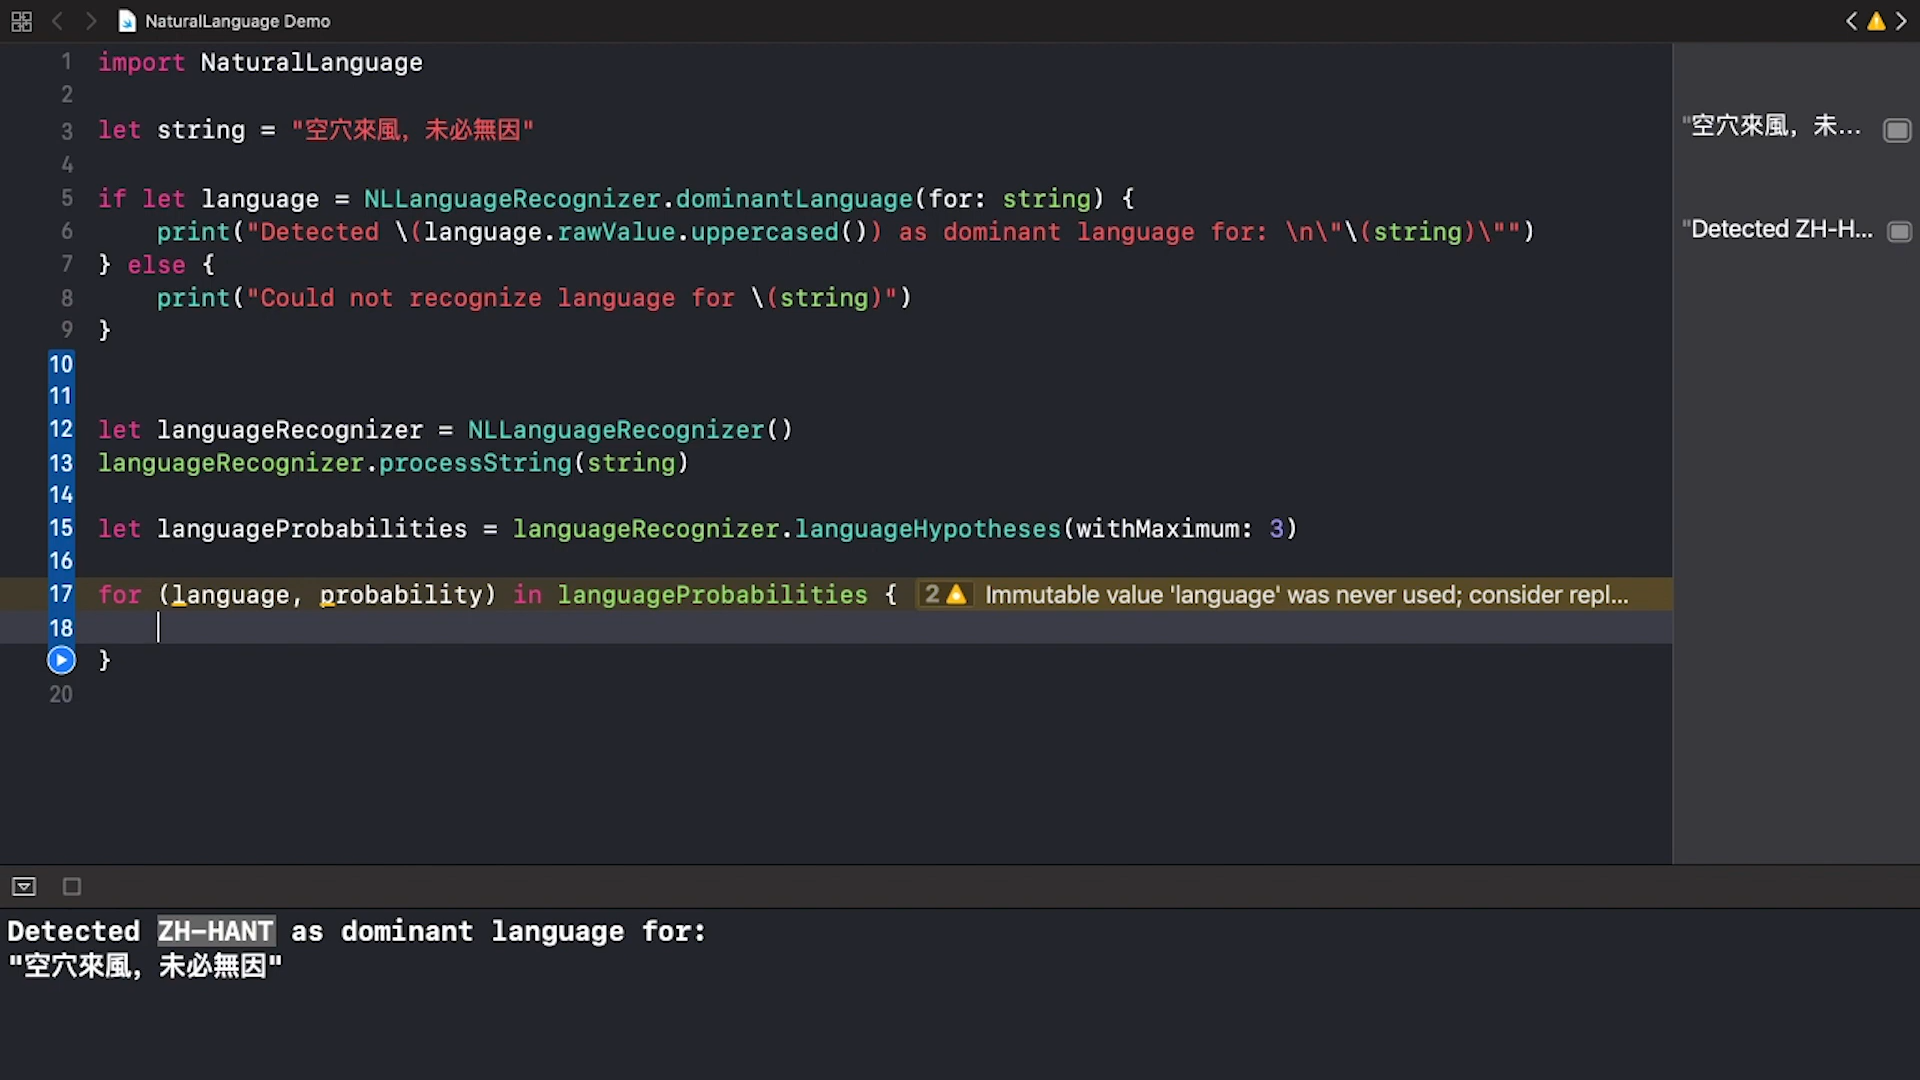 NaturalLanguage Demo
1 import NaturalLanguage
2
3 let string = "空穴來風，未必無因"
4
5 if let language = NLLanguageRecognizer.dominantLanguage(for: string) {
6 print("Detected \(language.rawValue.uppercased()) as dominant language for: \n\"\(string)\"")
7 } else {
8 print("Could not recognize language for \(string)")
9 }
10
11
12 let languageRecognizer = NLLanguageRecognizer()
13 languageRecognizer.processString(string)
14
15 let languageProbabilities = languageRecognizer.languageHypotheses(withMaximum: 3)
16
17 for (language, probability) in languageProbabilities { 2 Immutable value 'language' was never used; consider repl...
18
}
20
"空穴來風，未...
"Detected ZH-H...
Detected ZH-HANT as dominant language for:
"空穴來風，未必無因"